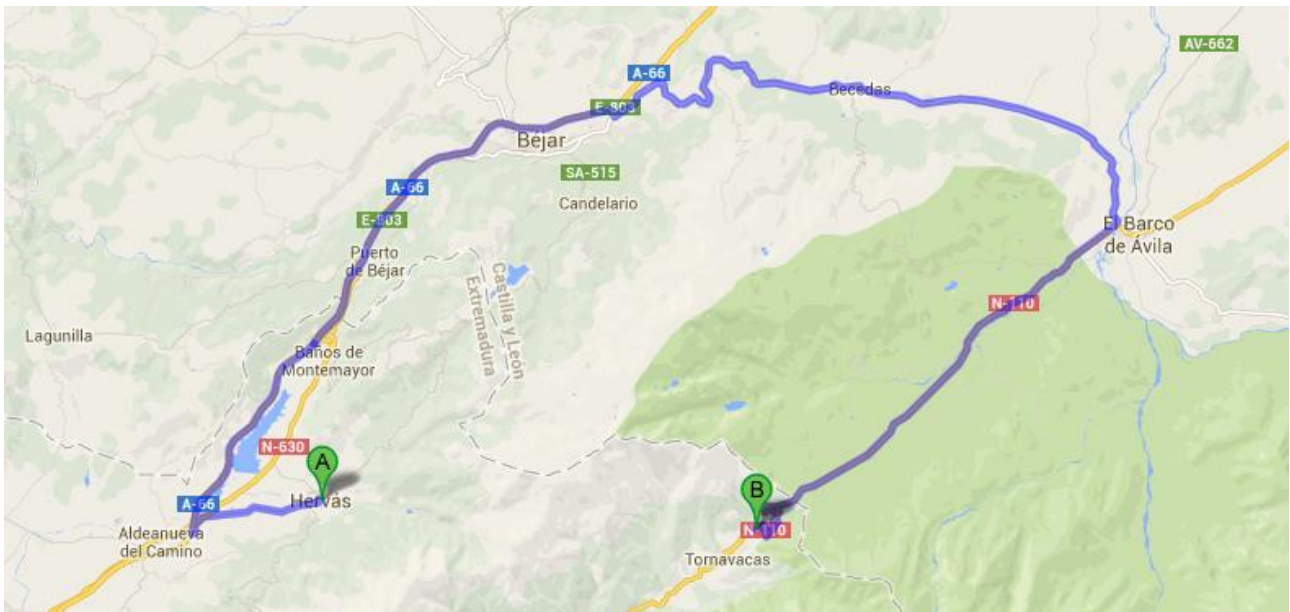 AV-662
A-66
Becedas
E-803
Béjar
SA-515
A-66
Candelario
E-803
El Barco
de Ávila
Puerto
de Béjar
Castilla y León
Extremadura
N-110
Lagunilla
Baños de
Montemayor
N-630
A
Hervás
B
A-66
Aldeanueva
del Camino
N-110
Tornavacas